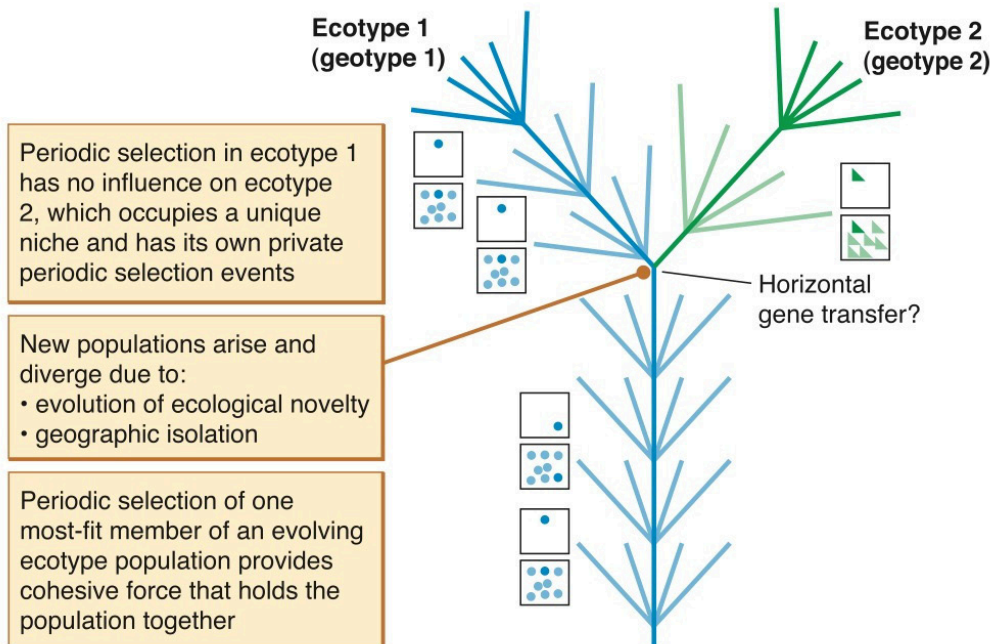 Ecotype 1
(geotype 1)
Ecotype 2
(geotype 2)
Periodic selection in ecotype 1
has no influence on ecotype
2, which occupies a unique
niche and has its own private
periodic selection events
Horizontal
gene transfer?
New populations arise and
diverge due to:
• evolution of ecological novelty
• geographic isolation
Periodic selection of one
most-fit member of an evolving
ecotype population provides
cohesive force that holds the
population together